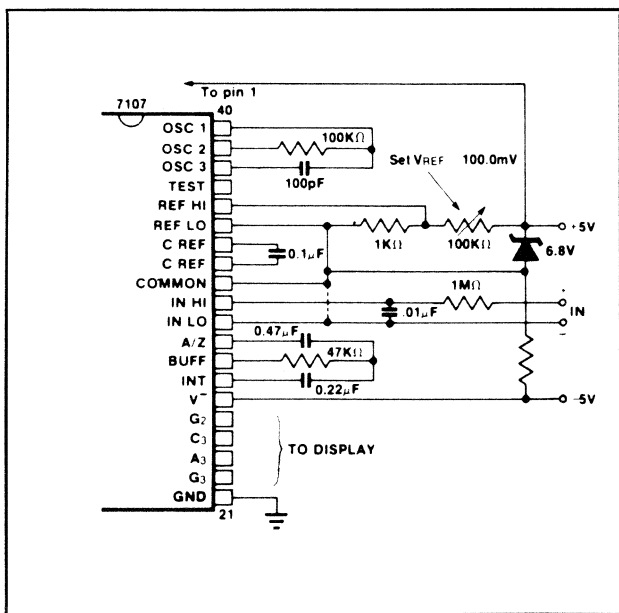 To pin 1
7107
40
OSC 1
OSC 2
OSC 3
TEST
REF HI
REF LO
C REF
C REF
COMMON
IN HI
IN LO
A/Z
BUFF
INT
V−
G2
C3
A3
G3
GND
21
100KΩ
100pF
Set VREF 100.0mV
1KΩ
100KΩ
+5V
6.8V
0.1μF
1MΩ
.01μF
+
IN
−
0.47μF
47KΩ
0.22μF
−5V
TO DISPLAY